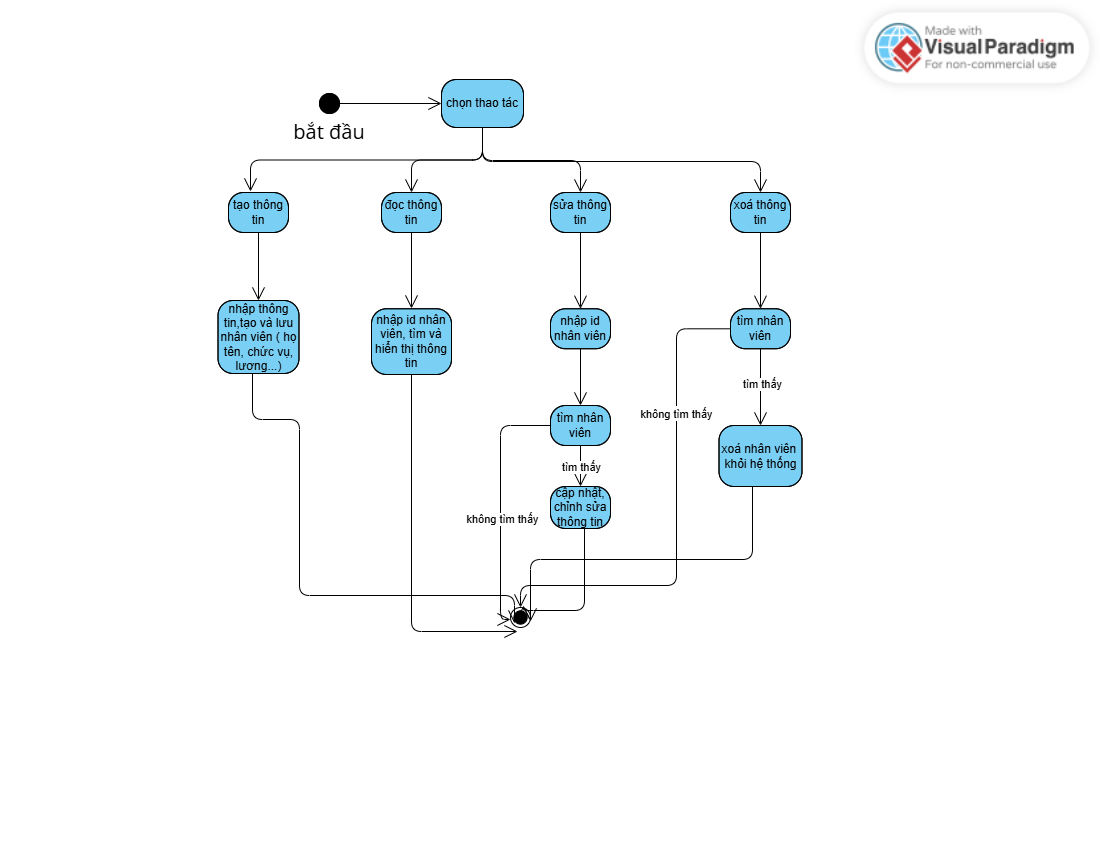 Made with
Visual Paradigm
For non-commercial use
chọn thao tác
bắt đầu
tạo thông
tin
đọc thông
tin
sửa thông
tin
xoá thông
tin
nhập thông
tin,tạo và lưu
nhân viên ( họ
tên, chức vụ,
lương...)
nhập id nhân
viên, tìm và
hiển thị thông
tin
nhập id
nhân viên
tìm nhân
viên
tìm thấy
không tìm thấy
tìm nhân
viên
tìm thấy
xoá nhân viên
khỏi hệ thống
cập nhật,
chỉnh sửa
thông tin
không tìm thấy